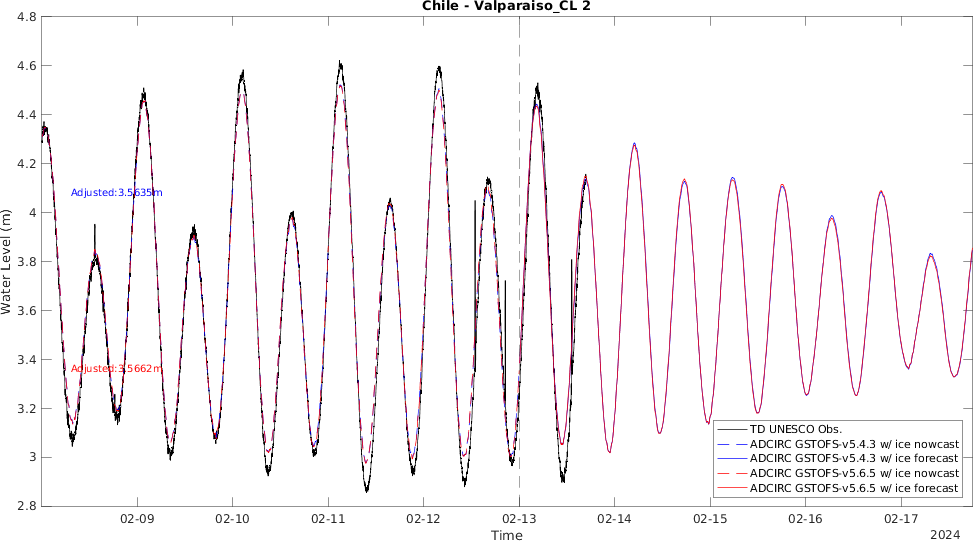 Chile - Valparaiso_CL 2
4.8
4.6
4.4
4.2
4
3.8
3.6
3.4
3.2
3
2.8
Water Level (m)
Adjusted:3.5635m
Adjusted:3.5662m
TD UNESCO Obs.
ADCIRC GSTOFS-v5.4.3 w/ ice nowcast
ADCIRC GSTOFS-v5.4.3 w/ ice forecast
ADCIRC GSTOFS-v5.6.5 w/ ice nowcast
ADCIRC GSTOFS-v5.6.5 w/ ice forecast
02-09 02-10 02-11 02-12 02-13 02-14 02-15 02-16 02-17
Time
2024